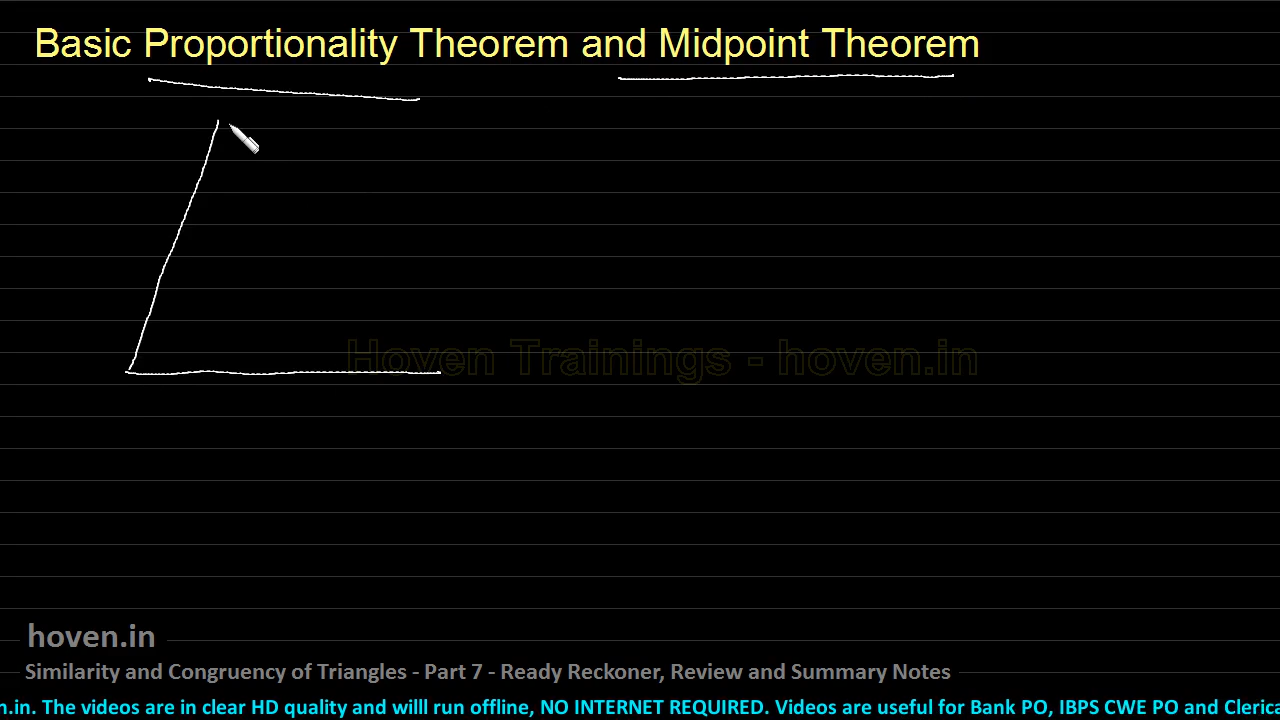 Basic Proportionality Theorem and Midpoint Theorem
Hoven Trainings - hoven.in
hoven.in
Similarity and Congruency of Triangles - Part 7 - Ready Reckoner, Review and Summary Notes
n.in. The videos are in clear HD quality and willl run offline, NO INTERNET REQUIRED. Videos are useful for Bank PO, IBPS CWE PO and Clerica